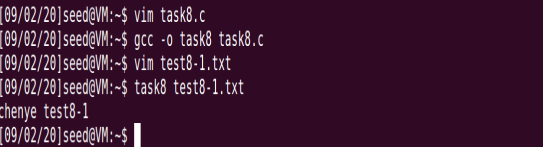 [09/02/20]seed@VM:~$ vim task8.c
[09/02/20]seed@VM:~$ gcc -o task8 task8.c
[09/02/20]seed@VM:~$ vim test8-1.txt
[09/02/20]seed@VM:~$ task8 test8-1.txt
chenye test8-1
[09/02/20]seed@VM:~$